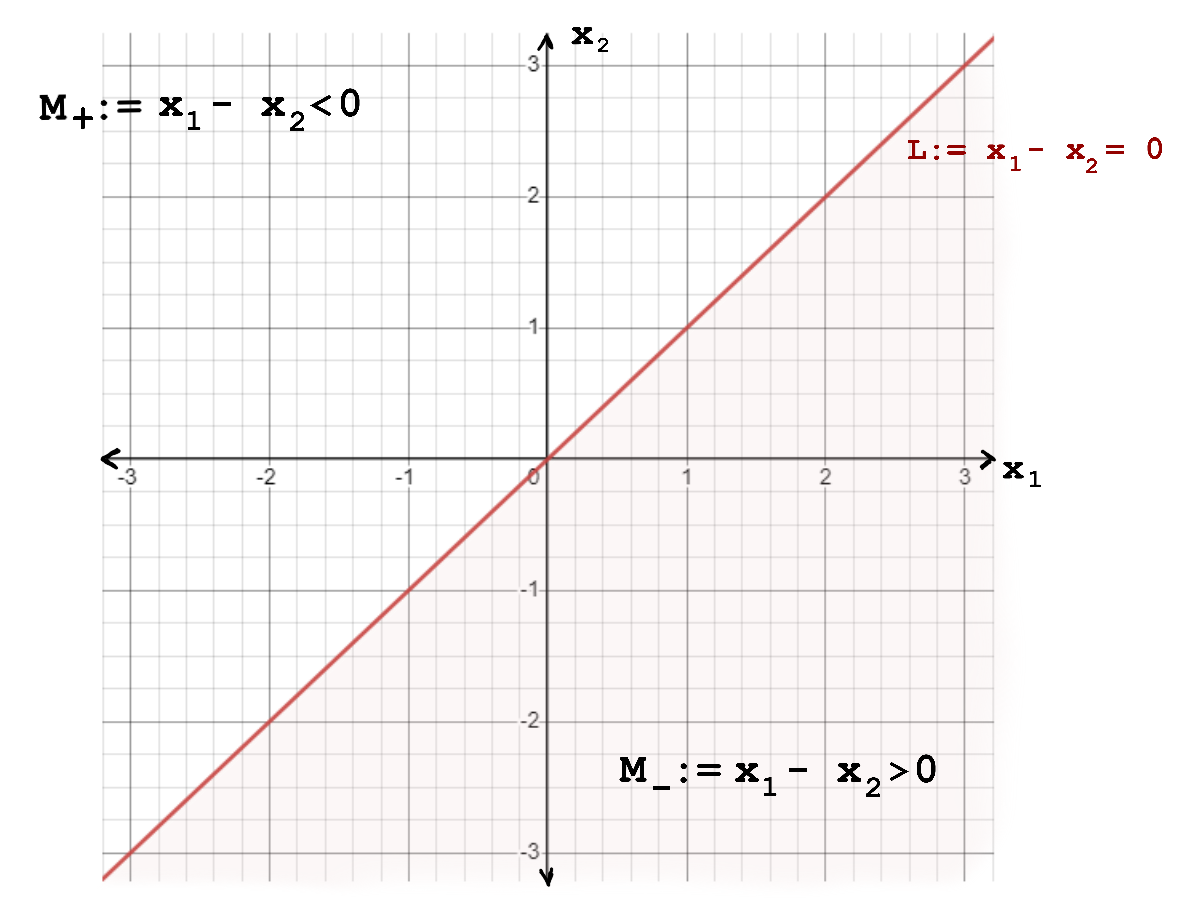 x₂
3
M₊:= x₁- x₂<0
L:= x₁- x₂= 0
2
1
-3 -2 -1 0 1 2 3 x₁
-1
-2
M₋:= x₁- x₂>0
-3